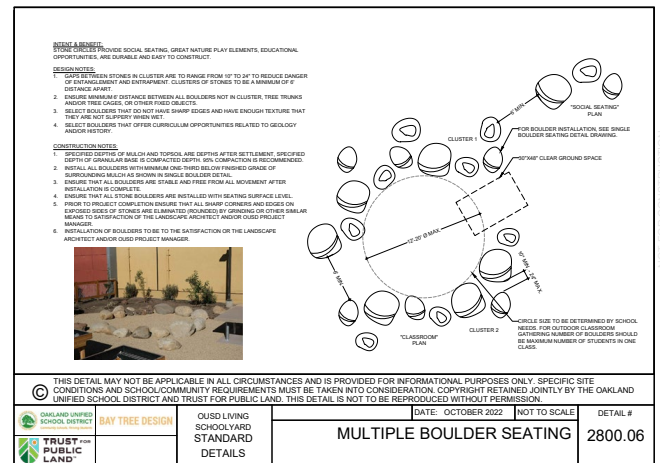 INTENT & BENEFIT:
STONE CIRCLES PROVIDE SOCIAL SEATING, GREAT NATURE PLAY ELEMENTS, EDUCATIONAL
OPPORTUNITIES, ARE DURABLE AND EASY TO CONSTRUCT.
DESIGN NOTES:
1. GAPS BETWEEN STONES IN CLUSTER ARE TO RANGE FROM 10" TO 24" TO REDUCE DANGER
OF ENTANGLEMENT AND ENTRAPMENT. CLUSTERS OF STONES TO BE A MINIMUM OF 6'
DISTANCE APART.
2. ENSURE MINIMUM 6' DISTANCE BETWEEN ALL BOULDERS NOT IN CLUSTER, TREE TRUNKS
AND/OR TREE CAGES, OR OTHER FIXED OBJECTS.
3. SELECT BOULDERS THAT DO NOT HAVE SHARP EDGES AND HAVE ENOUGH TEXTURE THAT
THEY ARE NOT SLIPPERY WHEN WET.
4. SELECT BOULDERS THAT OFFER CURRICULUM OPPORTUNITIES RELATED TO GEOLOGY
AND/OR HISTORY.
CONSTRUCTION NOTES:
1. SPECIFIED DEPTHS OF MULCH AND TOPSOIL ARE DEPTHS AFTER SETTLEMENT, SPECIFIED
DEPTH OF GRANULAR BASE IS COMPACTED DEPTH. 95% COMPACTION IS RECOMMENDED.
2. INSTALL ALL BOULDERS WITH MINIMUM ONE-THIRD BELOW FINISHED GRADE OF
SURROUNDING MULCH AS SHOWN IN SINGLE BOULDER DETAIL.
3. ENSURE THAT ALL BOULDERS ARE STABLE AND FREE FROM ALL MOVEMENT AFTER
INSTALLATION IS COMPLETE.
4. ENSURE THAT ALL STONE BOULDERS ARE INSTALLED WITH SEATING SURFACE LEVEL.
5. PRIOR TO PROJECT COMPLETION ENSURE THAT ALL SHARP CORNERS AND EDGES ON
EXPOSED SIDES OF STONES ARE ELIMINATED (ROUNDED) BY GRINDING OR OTHER SIMILAR
MEANS TO SATISFACTION OF THE LANDSCAPE ARCHITECT AND/OR OUSD PROJECT
MANAGER.
6. INSTALLATION OF BOULDERS TO BE TO THE SATISFACTION OR THE LANDSCAPE
ARCHITECT AND/OR OUSD PROJECT MANAGER.
6' MIN.
"SOCIAL SEATING"
PLAN
CLUSTER 1
FOR BOULDER INSTALLATION, SEE SINGLE
BOULDER SEATING DETAIL DRAWING.
30"X48" CLEAR GROUND SPACE
12'-20' Ø MAX.
6' MIN.
10" MIN. - 24" MAX.
CLUSTER 2
"CLASSROOM"
PLAN
CIRCLE SIZE TO BE DETERMINED BY SCHOOL
NEEDS. FOR OUTDOOR CLASSROOM
GATHERING NUMBER OF BOULDERS SHOULD
BE MAXIMUM NUMBER OF STUDENTS IN ONE
CLASS.
© THIS DETAIL MAY NOT BE APPLICABLE IN ALL CIRCUMSTANCES AND IS PROVIDED FOR INFORMATIONAL PURPOSES ONLY. SPECIFIC SITE
CONDITIONS AND SCHOOL/COMMUNITY REQUIREMENTS MUST BE TAKEN INTO CONSIDERATION. COPYRIGHT RETAINED JOINTLY BY THE OAKLAND
UNIFIED SCHOOL DISTRICT AND TRUST FOR PUBLIC LAND. THIS DETAIL IS NOT TO BE REPRODUCED WITHOUT PERMISSION.
OAKLAND UNIFIED
SCHOOL DISTRICT
BAY TREE DESIGN
TRUST FOR
PUBLIC
LAND
OUSD LIVING
SCHOOLYARD
STANDARD
DETAILS
DATE: OCTOBER 2022
NOT TO SCALE
MULTIPLE BOULDER SEATING
DETAIL #
2800.06